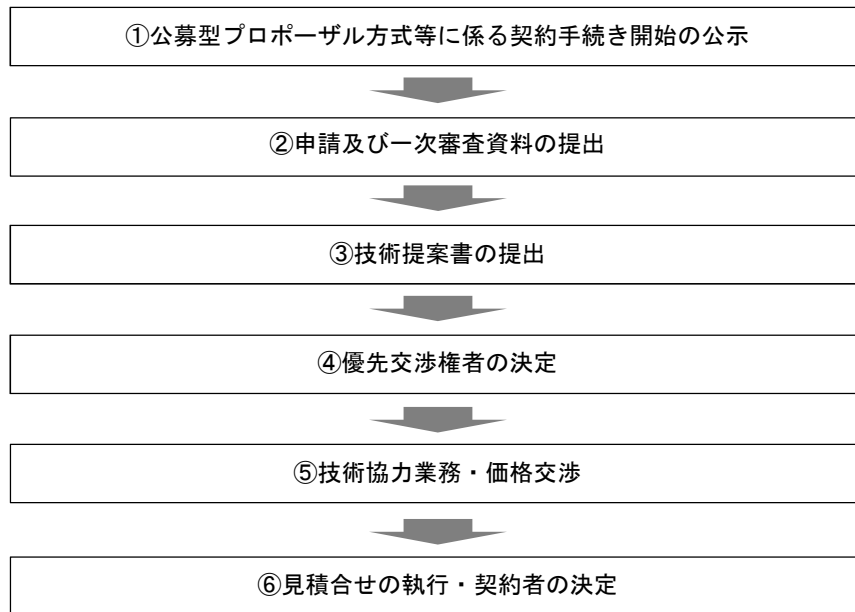 ①公募型プロポーザル方式等に係る契約手続き開始の公示
②申請及び一次審査資料の提出
③技術提案書の提出
④優先交渉権者の決定
⑤技術協力業務・価格交渉
⑥見積合せの執行・契約者の決定